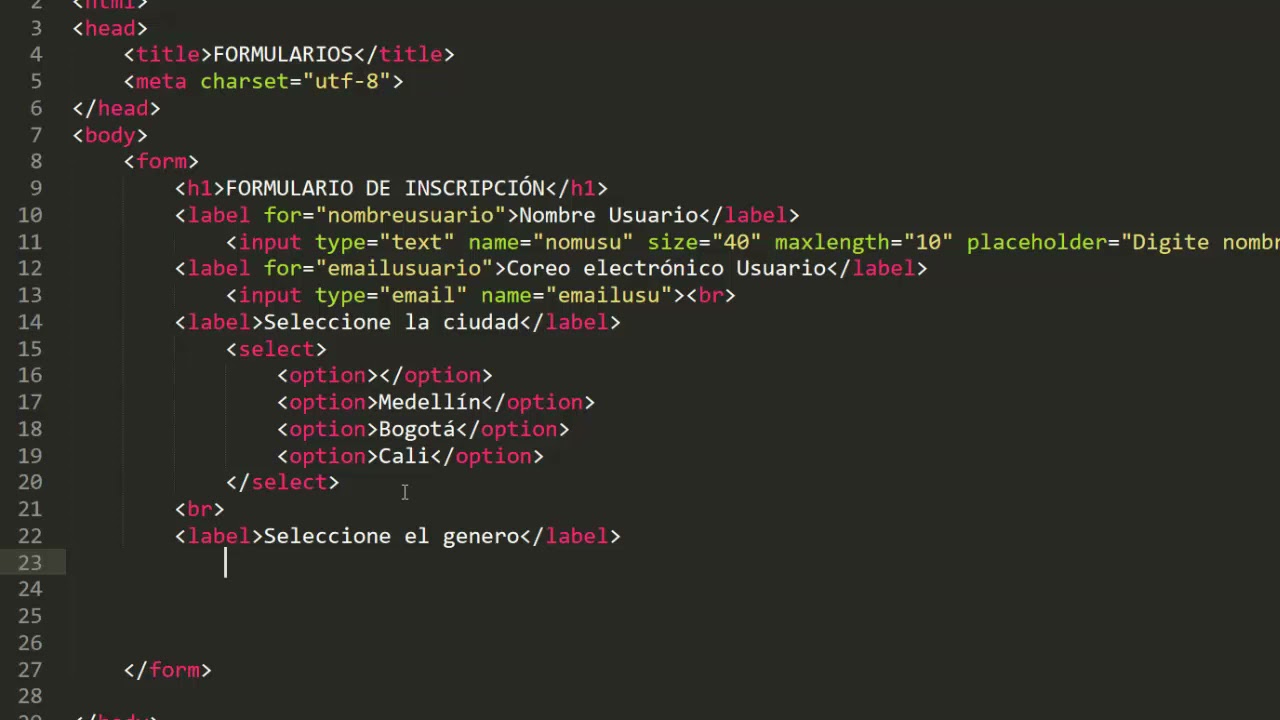 2 <html>
3 <head>
4 <title>FORMULARIOS</title>
5 <meta charset="utf-8">
6 </head>
7 <body>
8 <form>
9 <h1>FORMULARIO DE INSCRIPCIÓN</h1>
10 <label for="nombreusuario">Nombre Usuario</label>
11 <input type="text" name="nomusu" size="40" maxlength="10" placeholder="Digite nombr
12 <label for="emailusuario">Coreo electrónico Usuario</label>
13 <input type="email" name="emailusu"><br>
14 <label>Seleccione la ciudad</label>
15 <select>
16 <option></option>
17 <option>Medellín</option>
18 <option>Bogotá</option>
19 <option>Cali</option>
20 </select>
21 <br>
22 <label>Seleccione el genero</label>
23
24
25
26
27 </form>
28
29 </body>